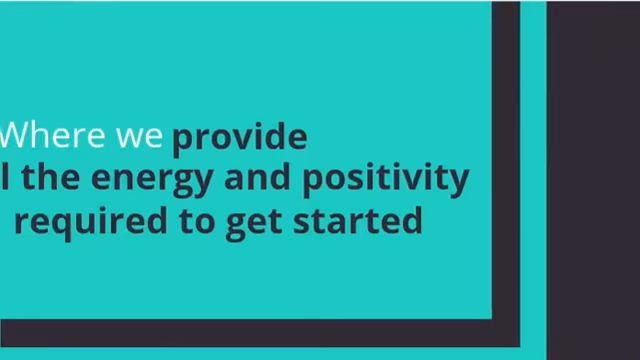 Where we provide
l the energy and positivity
required to get started